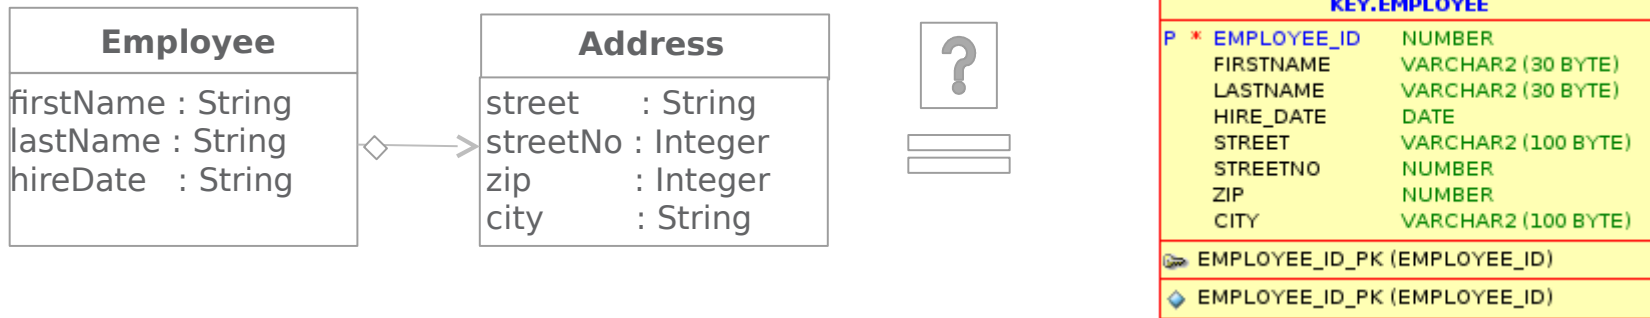 Employee
firstName : String
lastName : String
hireDate : String
Address
street : String
streetNo : Integer
zip : Integer
city : String
?
KEY.EMPLOYEE
P * EMPLOYEE_ID NUMBER
FIRSTNAME VARCHAR2 (30 BYTE)
LASTNAME VARCHAR2 (30 BYTE)
HIRE_DATE DATE
STREET VARCHAR2 (100 BYTE)
STREETNO NUMBER
ZIP NUMBER
CITY VARCHAR2 (100 BYTE)
EMPLOYEE_ID_PK (EMPLOYEE_ID)
EMPLOYEE_ID_PK (EMPLOYEE_ID)